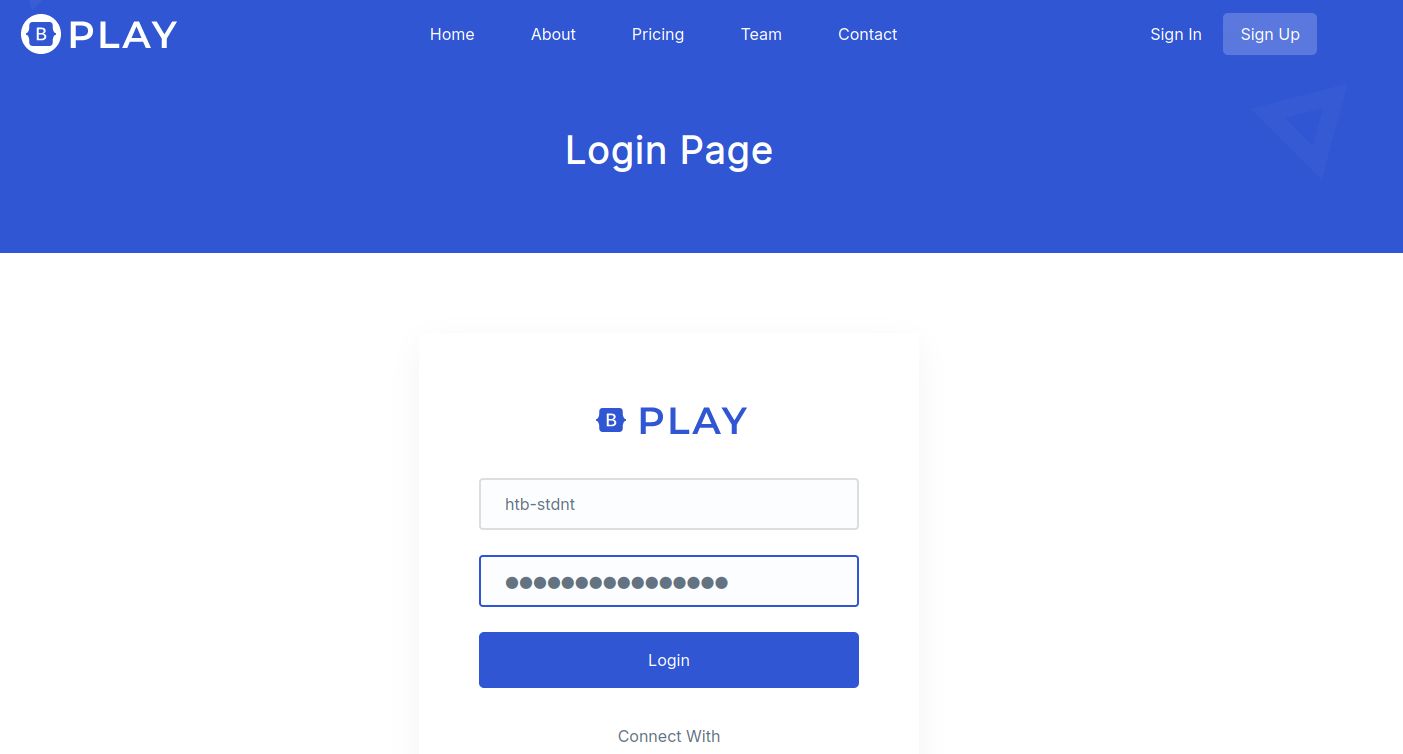 B PLAY Home About Pricing Team Contact Sign In Sign Up
Login Page
B PLAY
htb-stdnt
●●●●●●●●●●●●●●●●
Login
Connect With